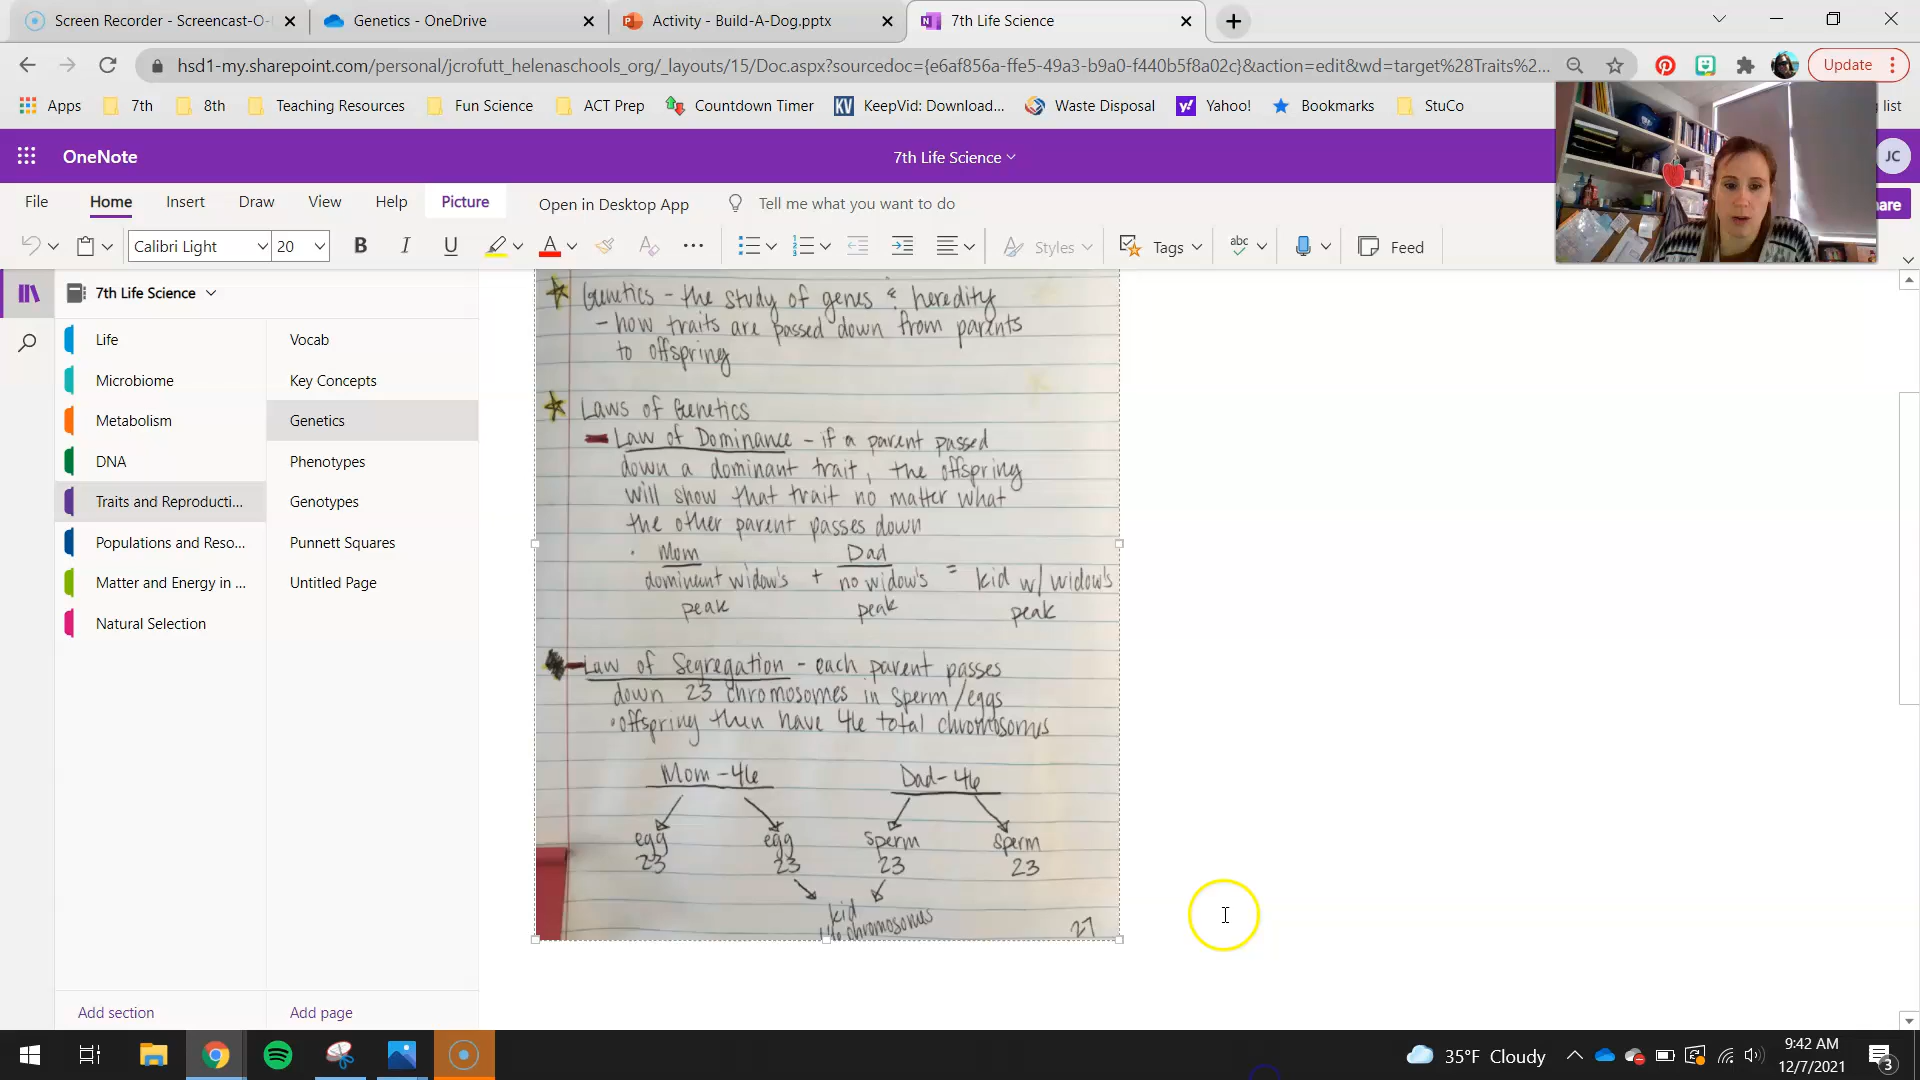 Screen Recorder - Screencast-O-
Genetics - OneDrive
Activity - Build-A-Dog.pptx
7th Life Science
hsd1-my.sharepoint.com/personal/jcrofutt_helenaschools_org/_layouts/15/Doc.aspx?sourcedoc={e6af856a-ffe5-49a3-b9a0-f440b5f8a02c}&action=edit&wd=target%28Traits%2...
Update
Apps
7th
8th
Teaching Resources
Fun Science
ACT Prep
Countdown Timer
KeepVid: Download...
Waste Disposal
Yahoo!
Bookmarks
StuCo
list
OneNote
7th Life Science
JC
File
Home
Insert
Draw
View
Help
Picture
Open in Desktop App
Tell me what you want to do
are
Calibri Light
20
B
I
U
A
Styles
Tags
abc
Feed
7th Life Science
Life
Microbiome
Metabolism
DNA
Traits and Reproducti...
Populations and Reso...
Matter and Energy in ...
Natural Selection
Add section
Vocab
Key Concepts
Genetics
Phenotypes
Genotypes
Punnett Squares
Untitled Page
Add page
Genetics - the study of genes & heredity
- how traits are passed down from parents
to offspring
Laws of Genetics
- Law of Dominance - if a parent passed
down a dominant trait, the offspring
will show that trait no matter what
the other parent passes down
· Mom Dad
dominant widow's + no widow's = kid w/ widow's
peak peak peak
- Law of Segregation - each parent passes
down 23 chromosomes in sperm/eggs
• offspring then have 46 total chromosomes
Mom - 46 Dad - 46
egg egg sperm sperm
23 23 23 23
kid
46 chromosomes
27
35°F Cloudy
9:42 AM
12/7/2021
3